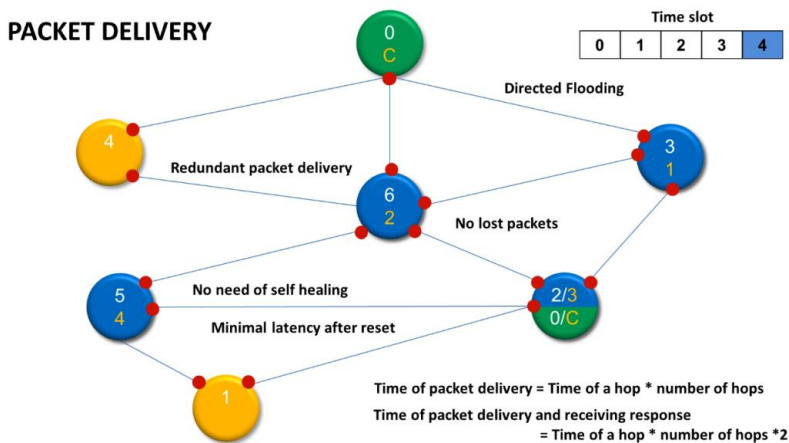 PACKET DELIVERY
Time slot
0 1 2 3 4
0
C
Directed Flooding
4
3
1
Redundant packet delivery
6
2
No lost packets
5
4
No need of self healing
2/3
0/C
Minimal latency after reset
1
Time of packet delivery = Time of a hop * number of hops
Time of packet delivery and receiving response
= Time of a hop * number of hops *2